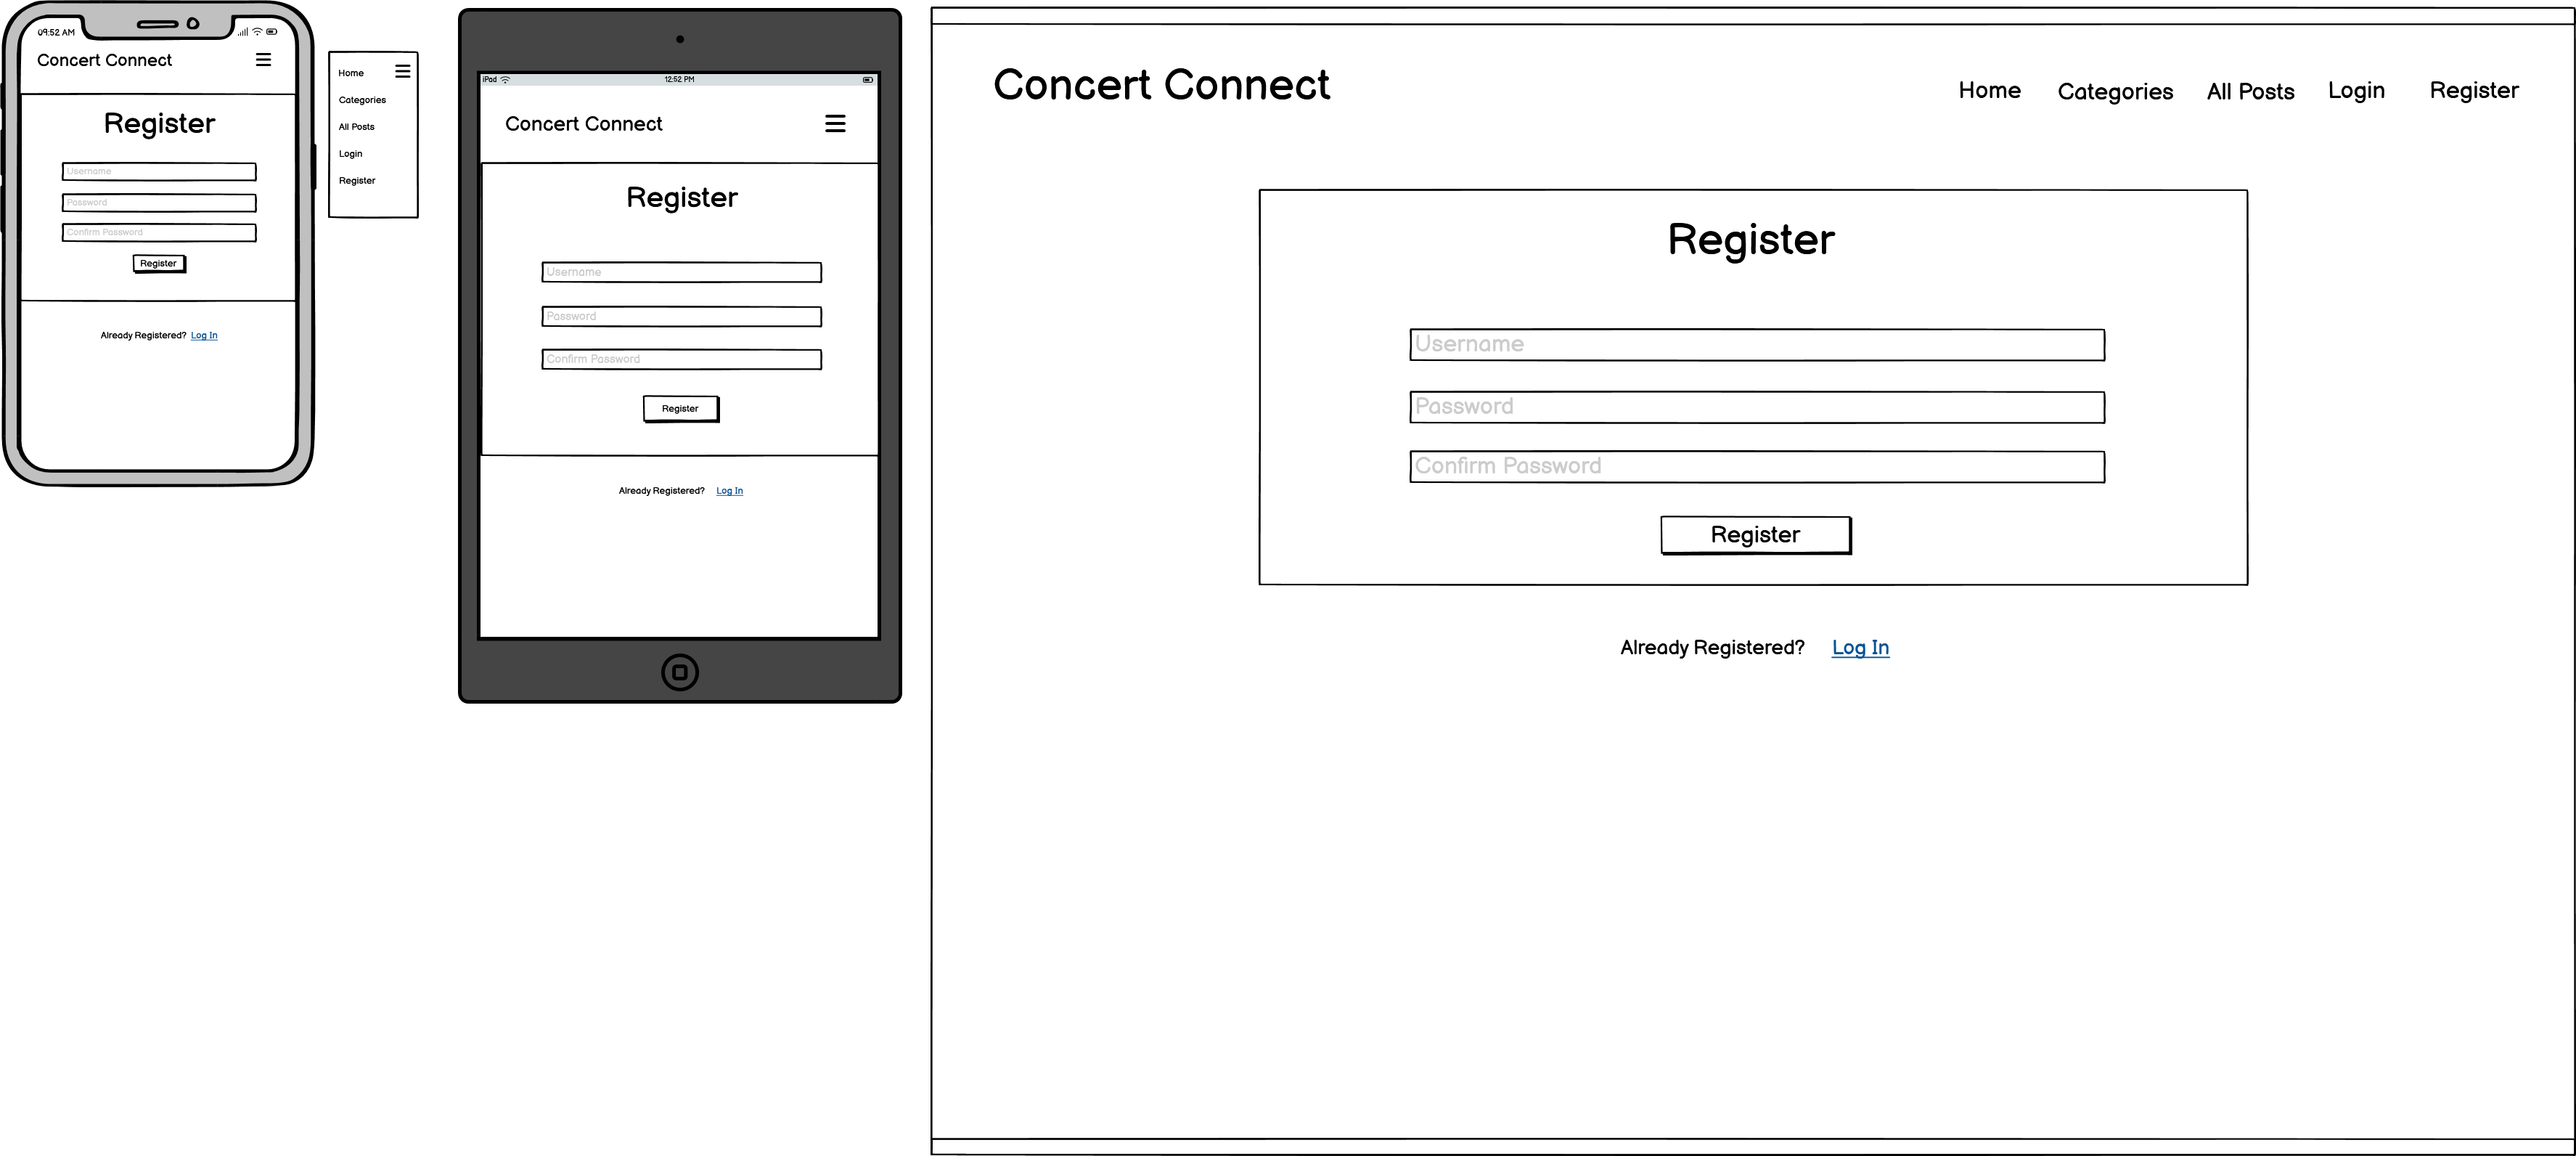 09:52 AM
Concert Connect
Register
Username
Password
Confirm Password
Register
Already Registered? Log In
Home
Categories
All Posts
Login
Register
iPad
12:52 PM
Concert Connect
Register
Username
Password
Confirm Password
Register
Already Registered? Log In
Concert Connect
Home Categories All Posts Login Register
Register
Username
Password
Confirm Password
Register
Already Registered? Log In